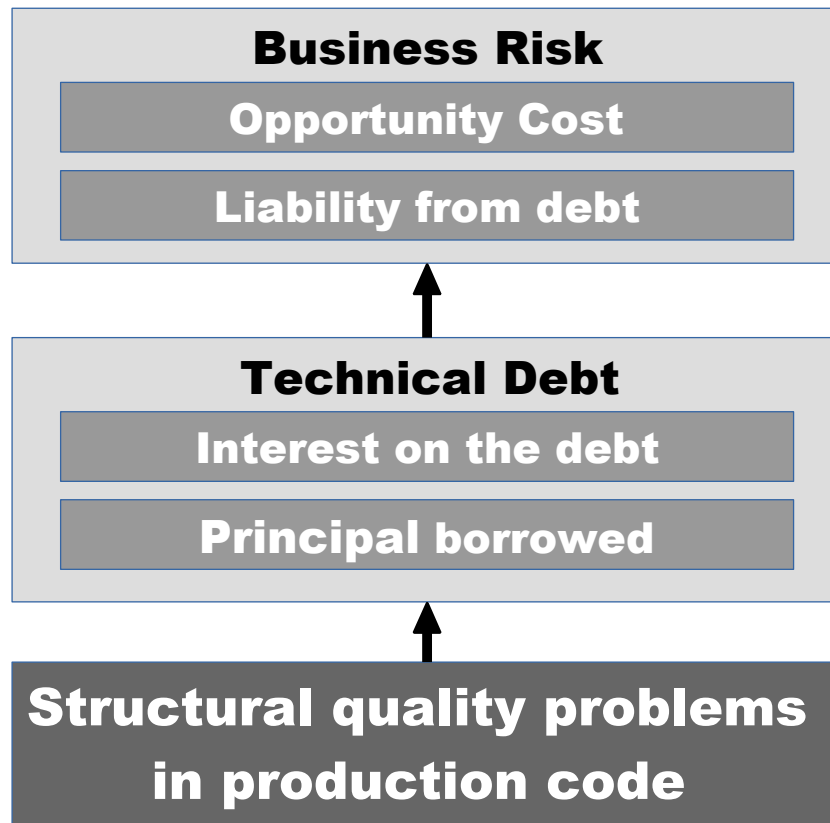 Business Risk
Opportunity Cost
Liability from debt
Technical Debt
Interest on the debt
Principal borrowed
Structural quality problems
in production code